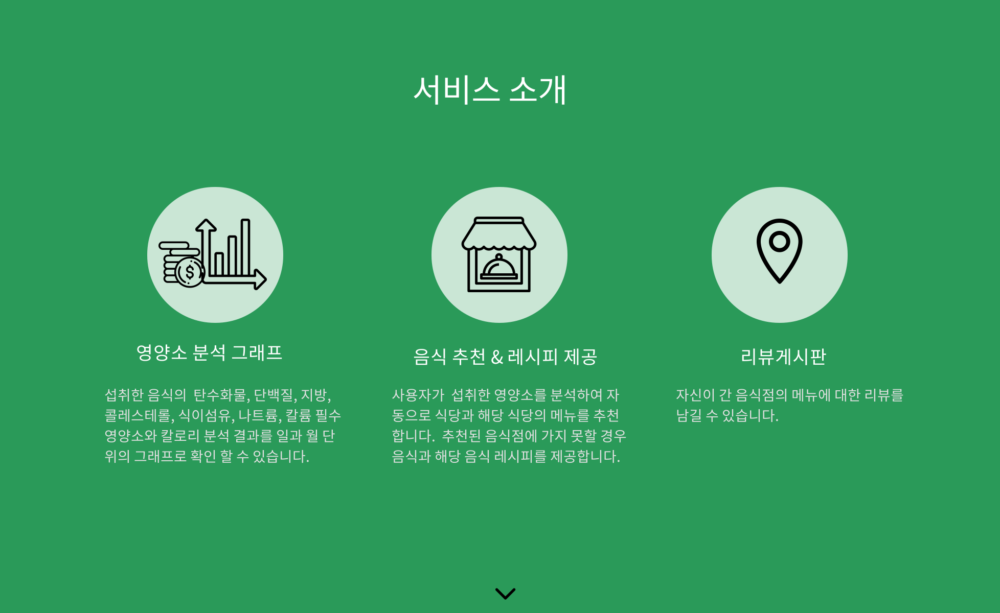 서비스 소개
영양소 분석 그래프
섭취한 음식의  탄수화물, 단백질, 지방,
콜레스테롤, 식이섬유, 나트륨, 칼륨 필수
영양소와 칼로리 분석 결과를 일과 월 단
위의 그래프로 확인 할 수 있습니다.
음식 추천 & 레시피 제공
사용자가  섭취한 영양소를 분석하여 자
동으로 식당과 해당 식당의 메뉴를 추천
합니다.  추천된 음식점에 가지 못할 경우
음식과 해당 음식 레시피를 제공합니다.
리뷰게시판
자신이 간 음식점의 메뉴에 대한 리뷰를
남길 수 있습니다.